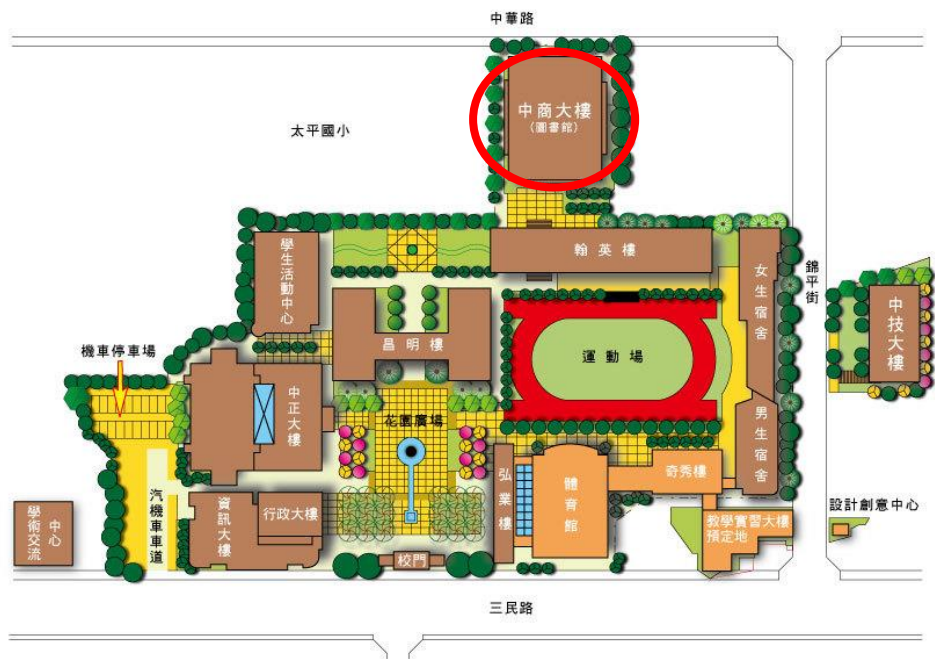 中華路
中商大樓
(圖書館)
太平國小
翰英樓
學生活動中心
女生宿舍
錦平街
中技大樓
昌明樓
運動場
機車停車場
中正大樓
花園廣場
男生宿舍
弘業樓
體育館
奇秀樓
汽機車車道
資訊大樓
行政大樓
學術交流
中心
設計創意中心
教學實習大樓
預定地
校門
三民路